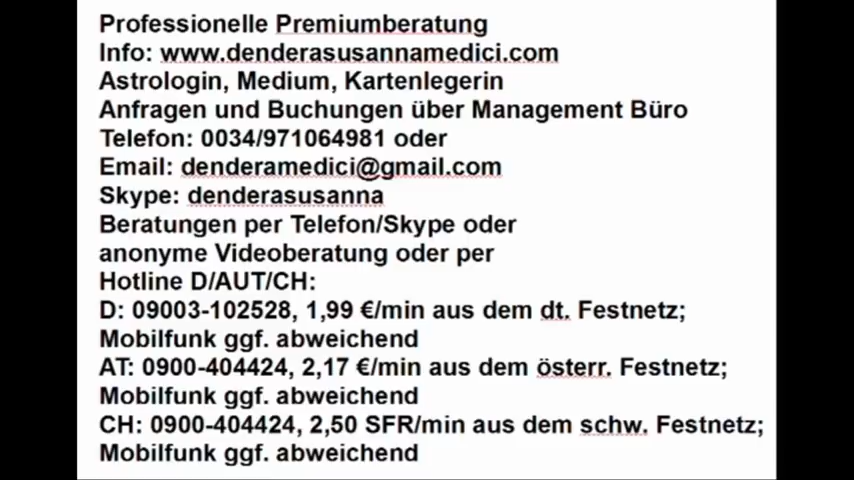 Professionelle Premiumberatung
Info: www.denderasusannamedici.com
Astrologin, Medium, Kartenlegerin
Anfragen und Buchungen über Management Büro
Telefon: 0034/971064981 oder
Email: denderamedici@gmail.com
Skype: denderasusanna
Beratungen per Telefon/Skype oder
anonyme Videoberatung oder per
Hotline D/AUT/CH:
D: 09003-102528, 1,99 €/min aus dem dt. Festnetz;
Mobilfunk ggf. abweichend
AT: 0900-404424, 2,17 €/min aus dem österr. Festnetz;
Mobilfunk ggf. abweichend
CH: 0900-404424, 2,50 SFR/min aus dem schw. Festnetz;
Mobilfunk ggf. abweichend